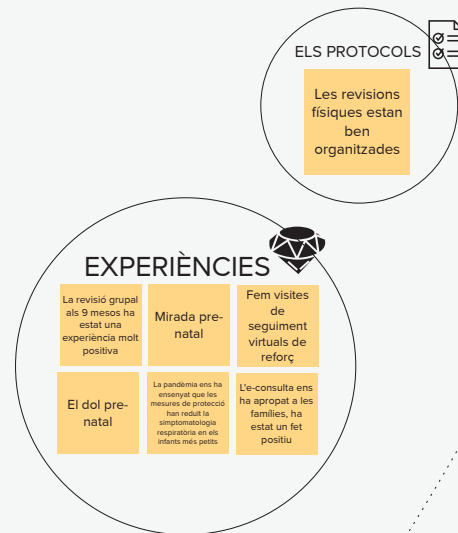 ELS PROTOCOLS
Les revisions
físiques estan
ben
organitzades
EXPERIÈNCIES
La revisió grupal
als 9 mesos ha
estat una
experiència molt
positiva
Mirada pre-
natal
Fem visites
de
seguiment
virtuals de
reforç
El dol pre-
natal
La pandèmia ens ha
ensenyat que les
mesures de protecció
han reduït la
simptomatologia
respiratòria en els
infants més petits
L'e-consulta ens
ha apropat a les
famílies, ha
estat un fet
positiu